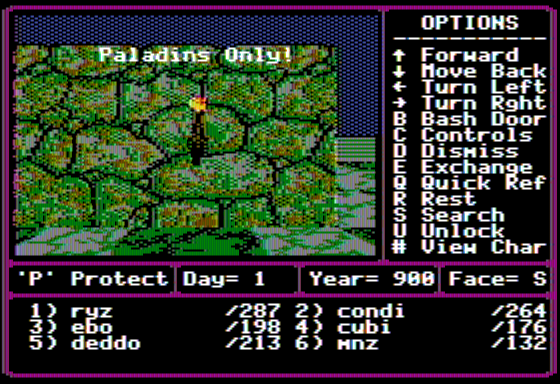 Paladins Only!
OPTIONS
------------
↑ Forward
↓ Move Back
← Turn Left
→ Turn Rght
B Bash Door
C Controls
D Dismiss
E Exchange
Q Quick Ref
R Rest
S Search
U Unlock
# View Char
'P' Protect Day= 1 Year= 900 Face= S
1) ryz /287 2) condi /264
3) ebo /198 4) cubi /176
5) deddo /213 6) mnz /132